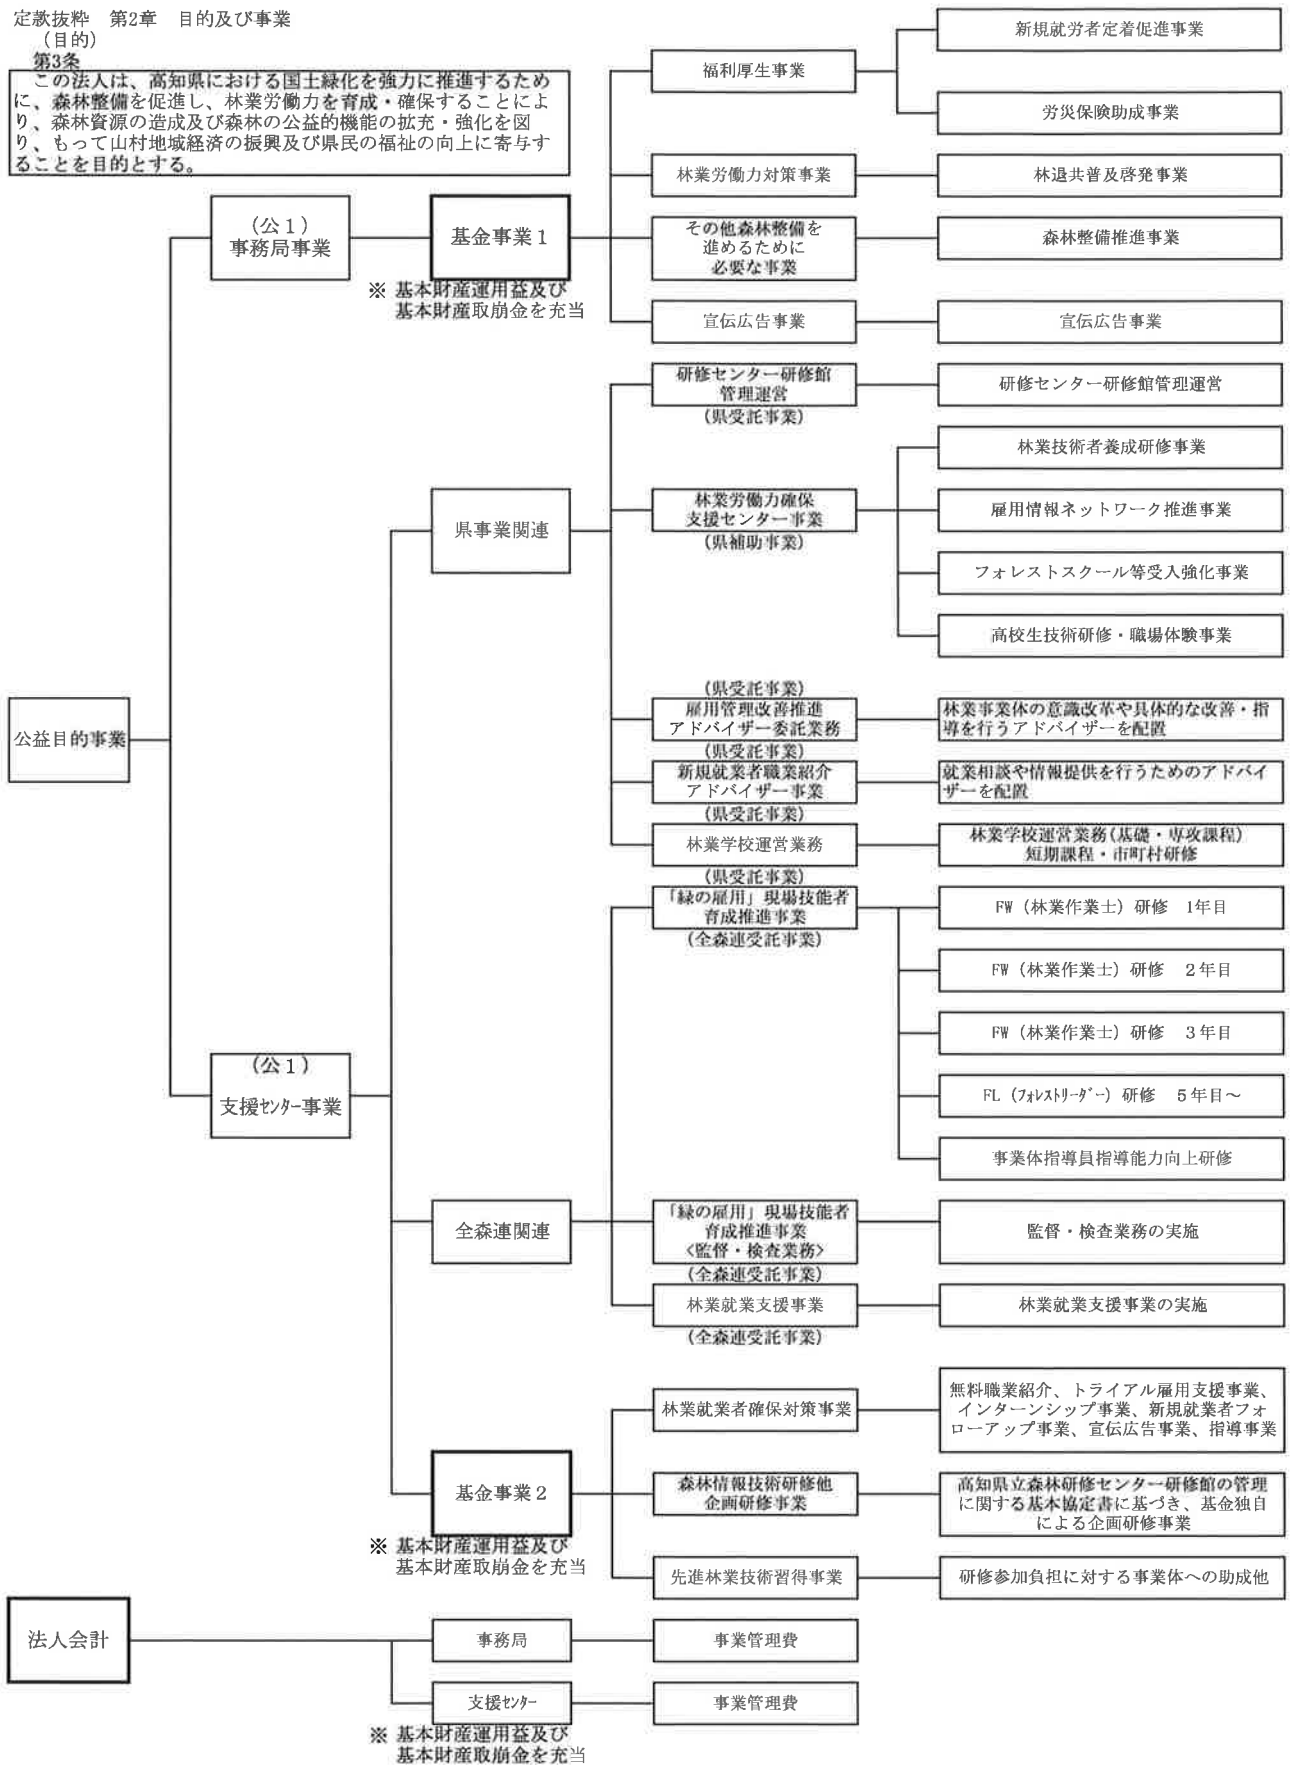 定款抜粋　第2章　目的及び事業
（目的）
第3条
この法人は、高知県における国土緑化を強力に推進するため
に、森林整備を促進し、林業労働力を育成・確保することによ
り、森林資源の造成及び森林の公益的機能の拡充・強化を図
り、もって山村地域経済の振興及び県民の福祉の向上に寄与す
ることを目的とする。
公益目的事業
（公１）
事務局事業
基金事業１
※ 基本財産運用益及び
基本財産取崩金を充当
福利厚生事業
新規就労者定着促進事業
労災保険助成事業
林業労働力対策事業
林退共普及啓発事業
その他森林整備を
進めるために
必要な事業
森林整備推進事業
宣伝広告事業
宣伝広告事業
（公１）
支援ｾﾝﾀｰ事業
県事業関連
研修センター研修館
管理運営
（県受託事業）
研修センター研修館管理運営
林業労働力確保
支援センター事業
（県補助事業）
林業技術者養成研修事業
雇用情報ネットワーク推進事業
フォレストスクール等受入強化事業
高校生技術研修・職場体験事業
（県受託事業）
雇用管理改善推進
アドバイザー委託業務
林業事業体の意識改革や具体的な改善・指
導を行うアドバイザーを配置
（県受託事業）
新規就業者職業紹介
アドバイザー事業
就業相談や情報提供を行うためのアドバイ
ザーを配置
（県受託事業）
林業学校運営業務
林業学校運営業務(基礎・専攻課程)
短期課程・市町村研修
（県受託事業）
全森連関連
「緑の雇用」現場技能者
育成推進事業
（全森連受託事業）
FW（林業作業士）研修　1年目
FW（林業作業士）研修　２年目
FW（林業作業士）研修　３年目
FL（ﾌｫﾚｽﾄﾘｰﾀﾞｰ）研修　５年目～
事業体指導員指導能力向上研修
「緑の雇用」現場技能者
育成推進事業
<監督・検査業務>
（全森連受託事業）
監督・検査業務の実施
林業就業支援事業
（全森連受託事業）
林業就業支援事業の実施
基金事業２
※ 基本財産運用益及び
基本財産取崩金を充当
林業就業者確保対策事業
無料職業紹介、トライアル雇用支援事業、
インターンシップ事業、新規就業者フォ
ローアップ事業、宣伝広告事業、指導事業
森林情報技術研修他
企画研修事業
高知県立森林研修センター研修館の管理
に関する基本協定書に基づき、基金独自
による企画研修事業
先進林業技術習得事業
研修参加負担に対する事業体への助成他
法人会計
事務局
事業管理費
支援ｾﾝﾀｰ
事業管理費
※ 基本財産運用益及び
基本財産取崩金を充当